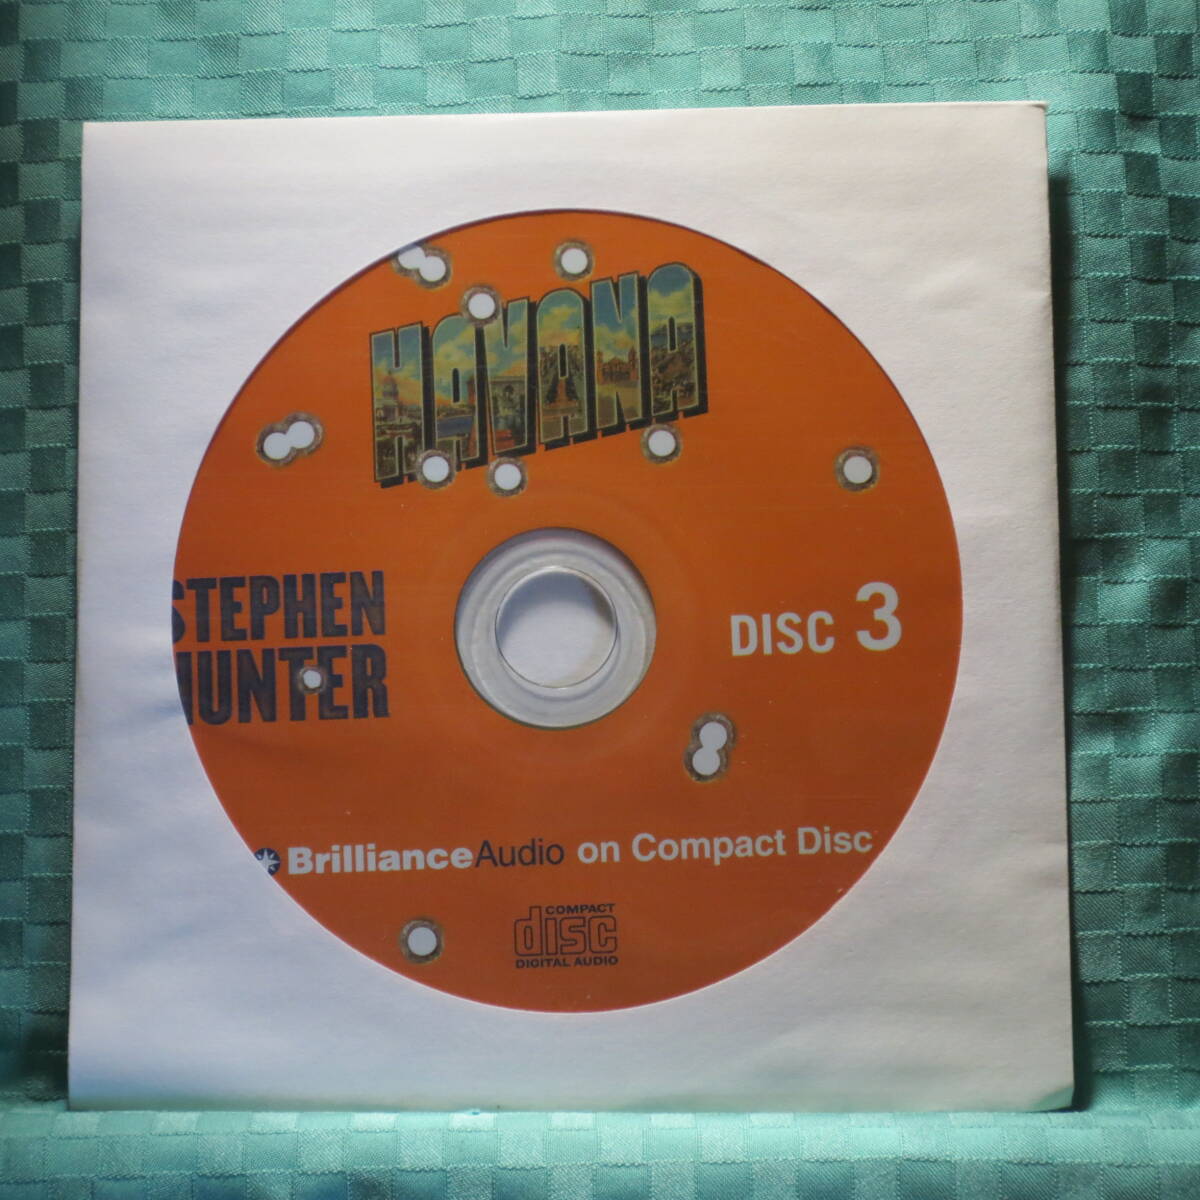 HAVANA
STEPHEN
HUNTER
DISC 3
BrillianceAudio on Compact Disc
COMPACT
disc
DIGITAL AUDIO